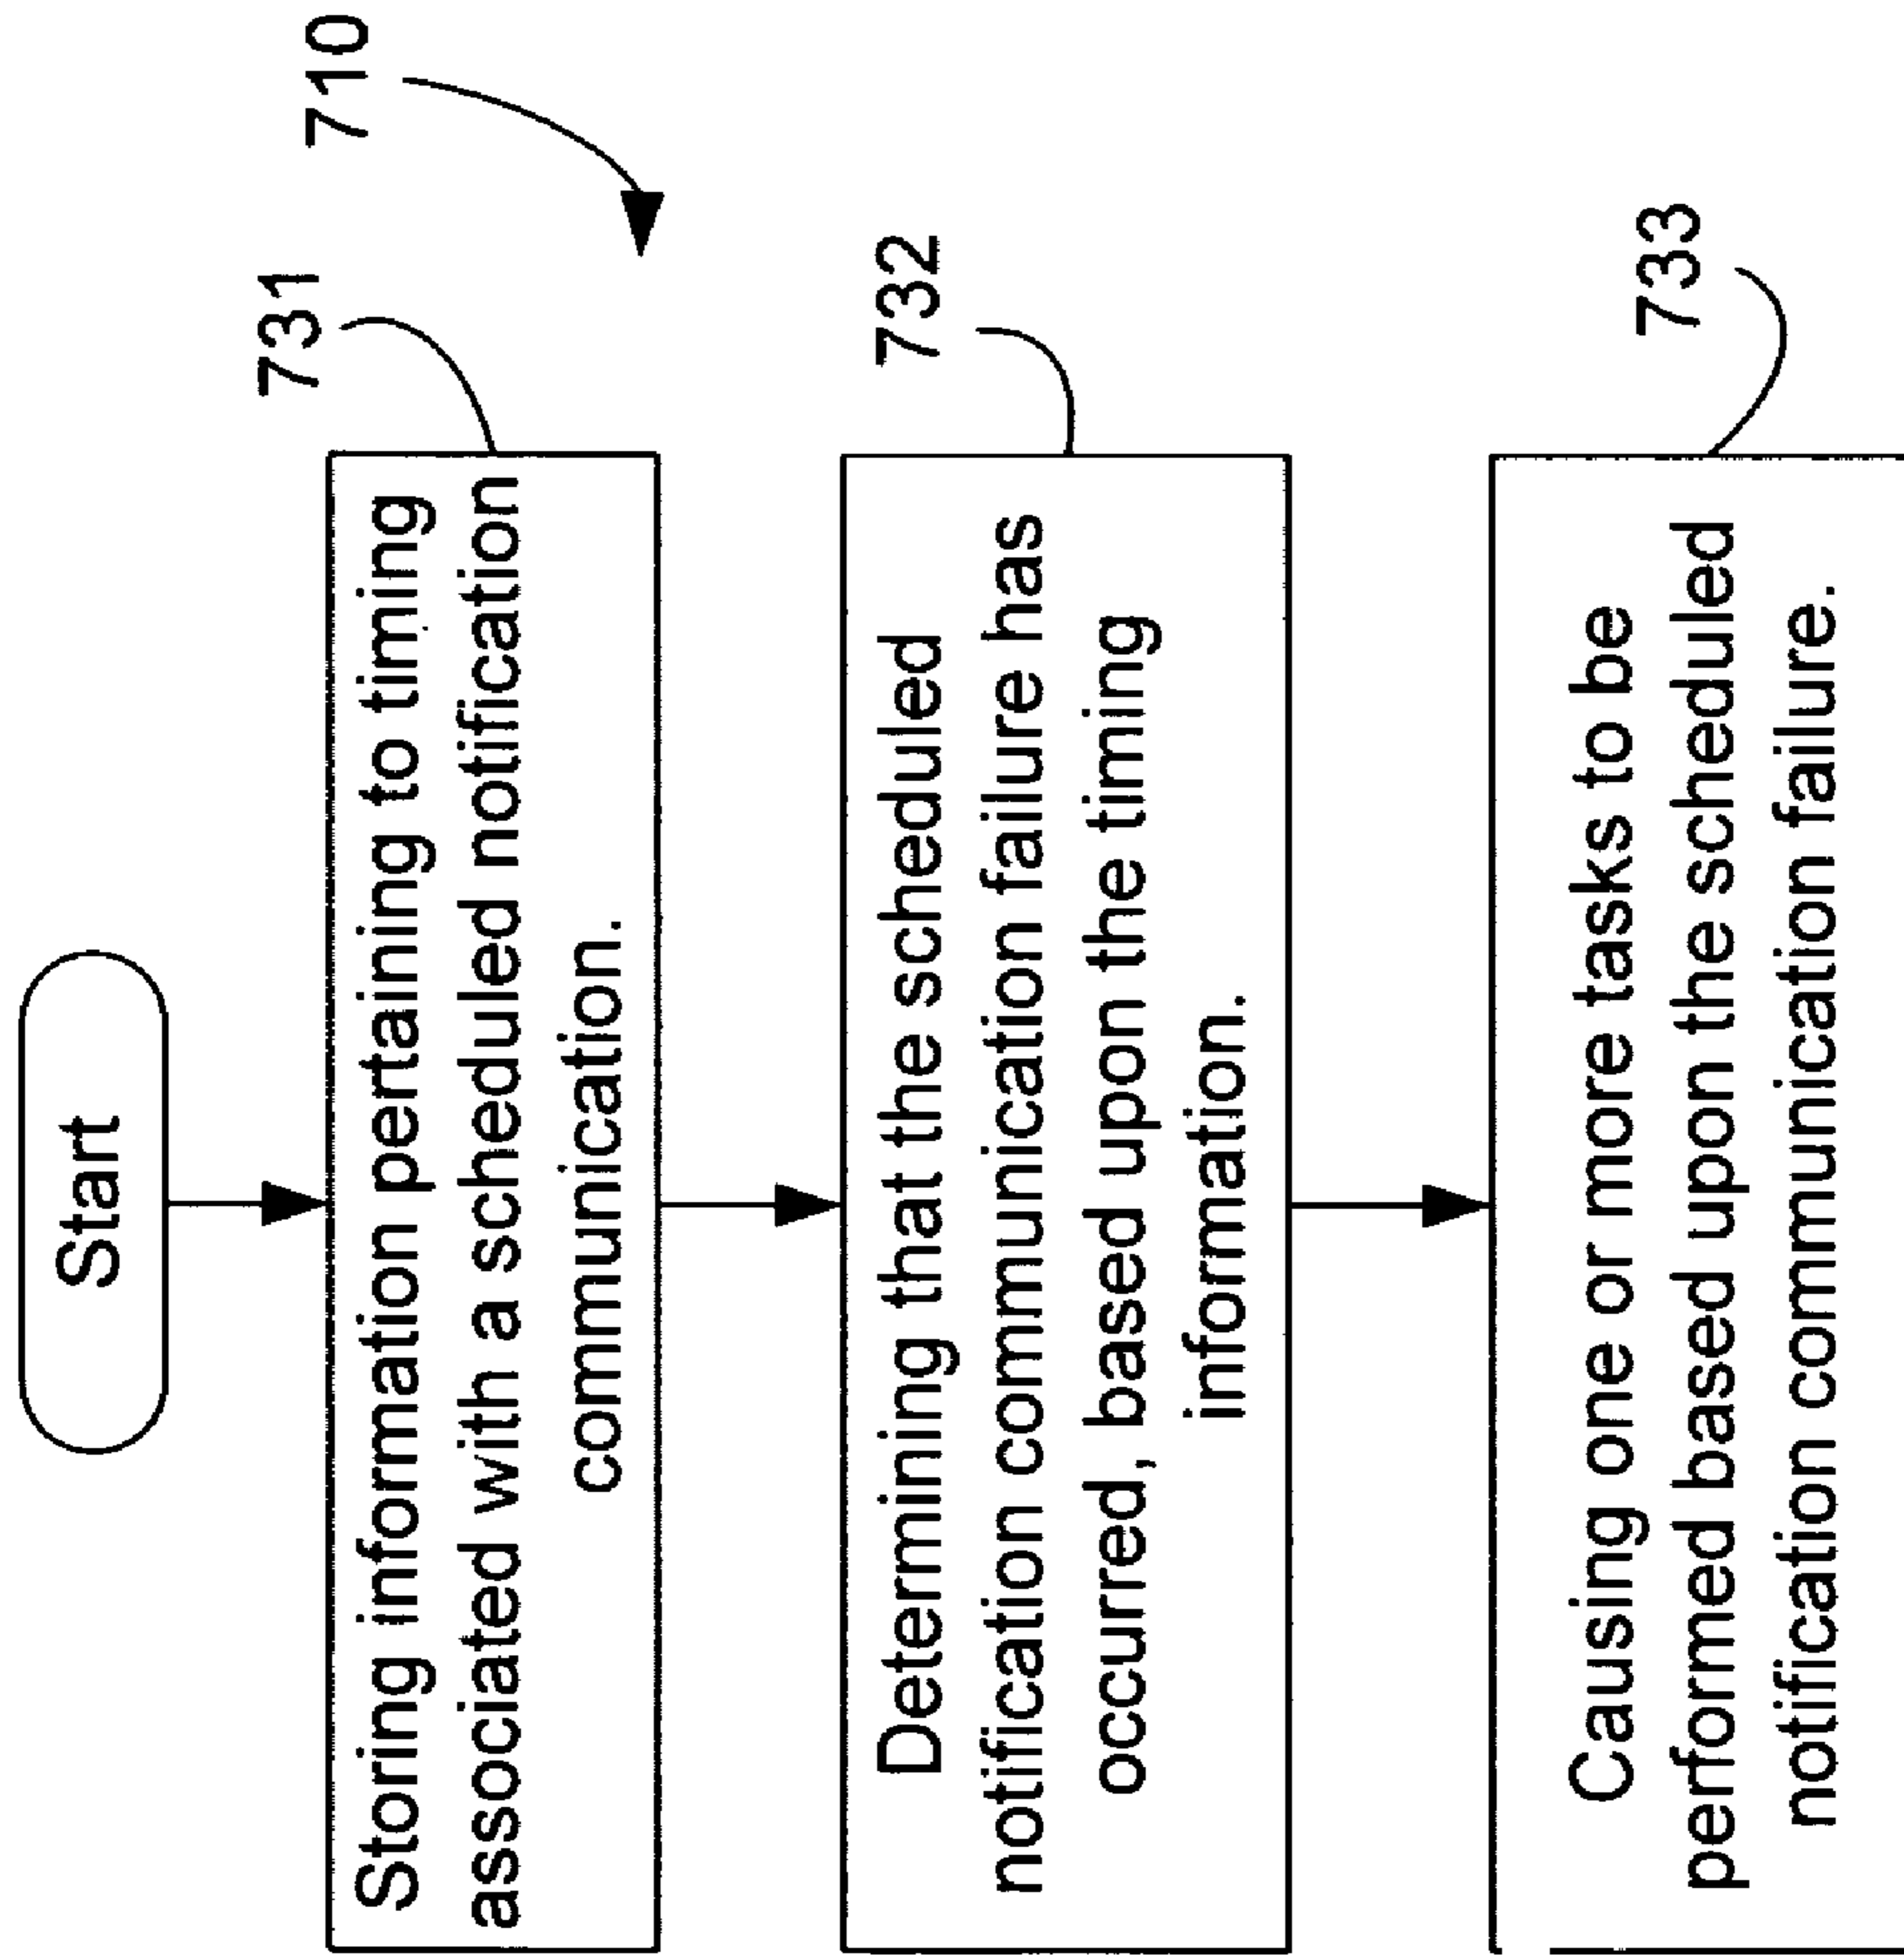 Start
710
731
Storing information pertaining to timing
associated with a scheduled notification
communication.
732
Determining that the scheduled
notification communication failure has
occurred, based upon the timing
information.
733
Causing one or more tasks to be
performed based upon the scheduled
notification communication failure.